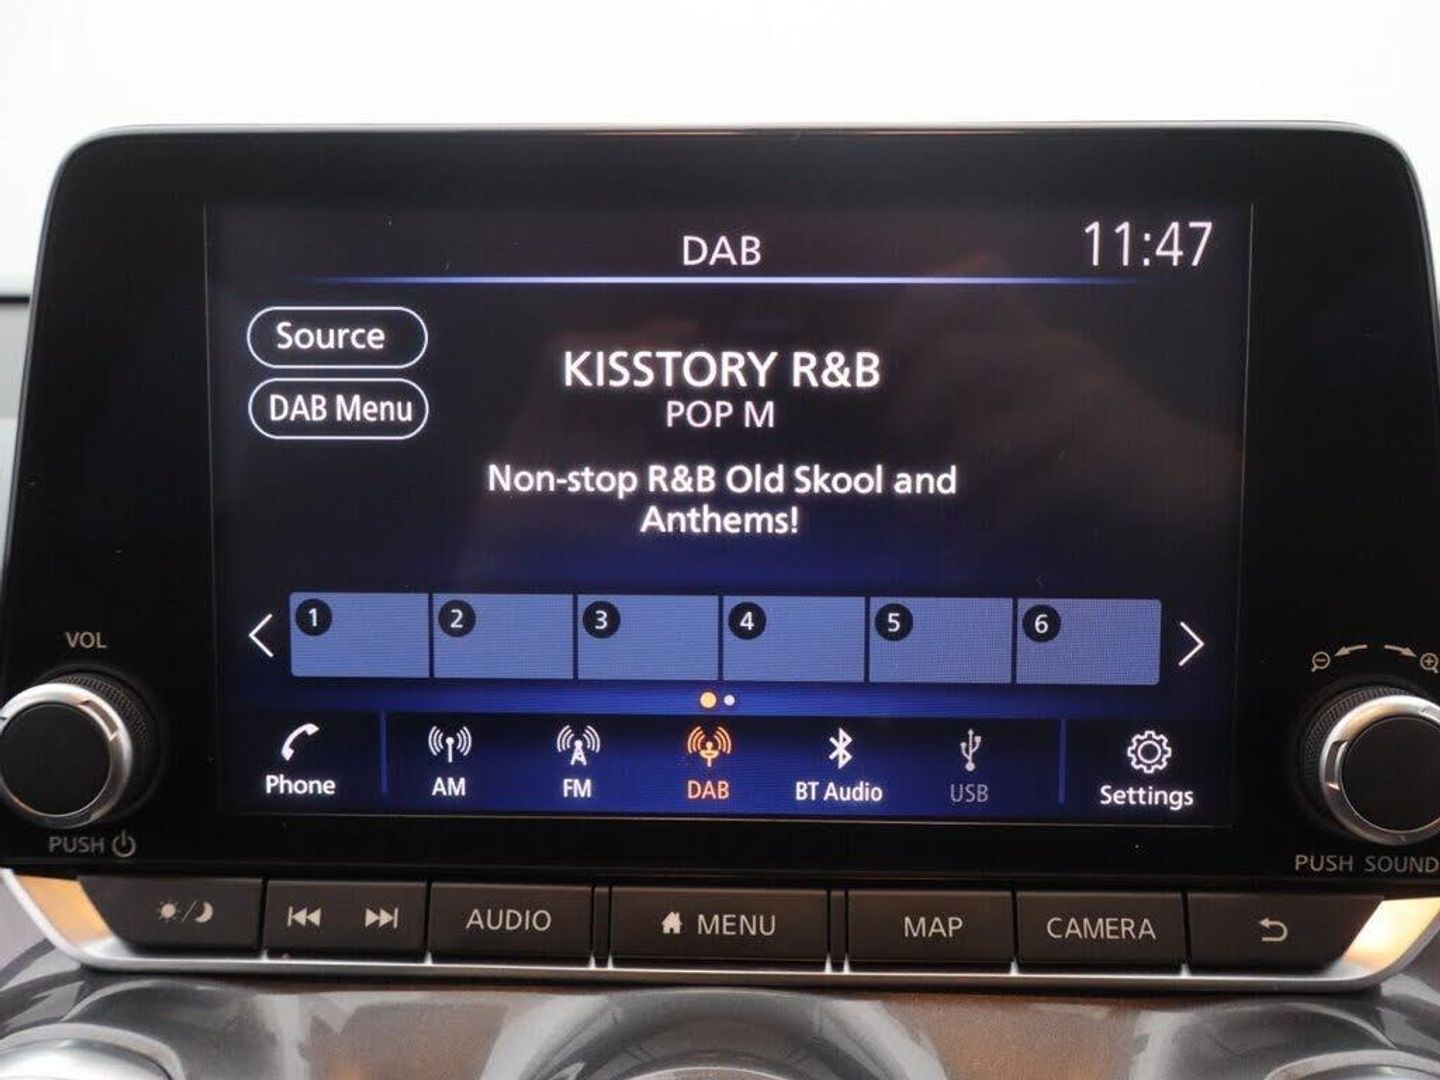 DAB
11:47
Source
DAB Menu
KISSTORY R&B
POP M
Non-stop R&B Old Skool and
Anthems!
1 2 3 4 5 6
Phone AM FM DAB BT Audio USB Settings
VOL
PUSH
PUSH SOUND
AUDIO MENU MAP CAMERA